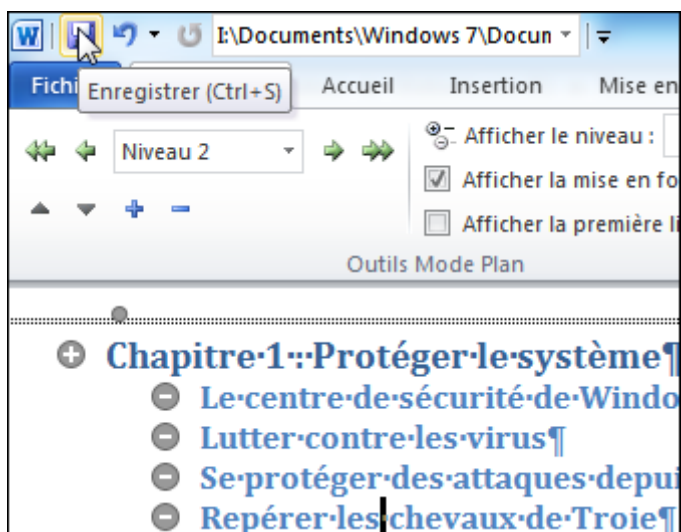 W I:\Documents\Windows 7\Docun
Fichi Accueil Insertion Mise en
Enregistrer (Ctrl+S)
Niveau 2 Afficher le niveau :
Afficher la mise en fo
Afficher la première li
Outils Mode Plan
Chapitre·1·:·Protéger·le·système¶
Le·centre·de·sécurité·de·Windo
Lutter·contre·les·virus¶
Se·protéger·des·attaques·depui
Repérer·les·chevaux·de·Troie¶